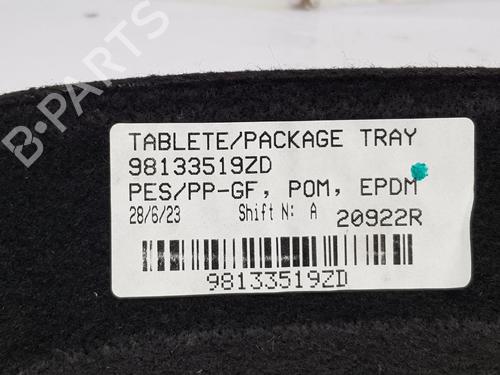 B-PARTS
TABLETE/PACKAGE TRAY
98133519ZD
PES/PP-GF, POM, EPDM
28/6/23 Shift N: A 20922R
98133519ZD